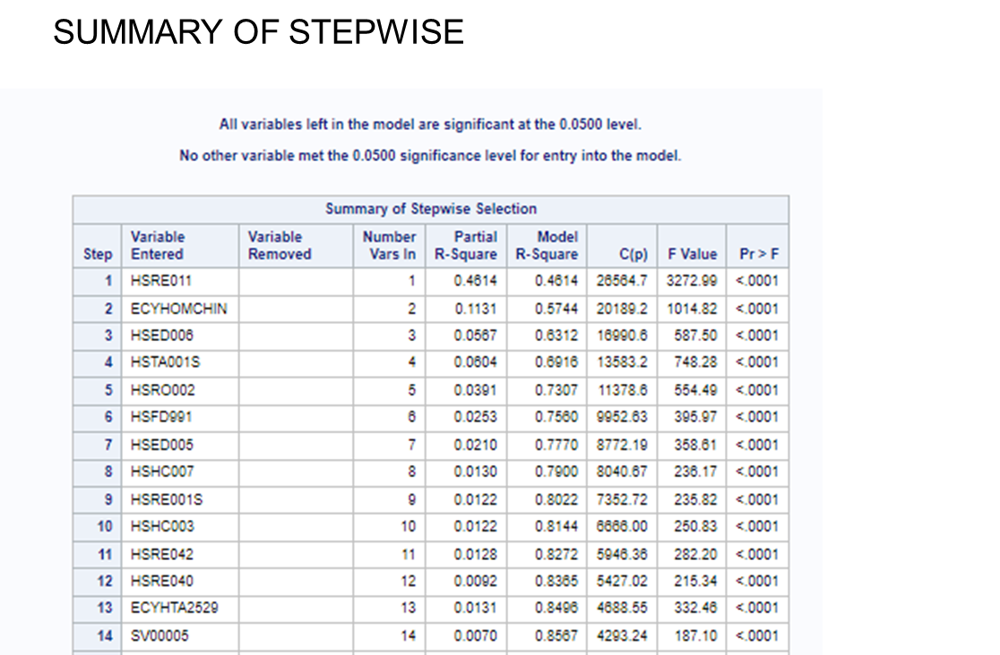 SUMMARY OF STEPWISE
All variables left in the model are significant at the 0.0500 level.
No other variable met the 0.0500 significance level for entry into the model.
Summary of Stepwise Selection
Step Variable Entered Variable Removed Number Vars In Partial R-Square Model R-Square C(p) F Value Pr > F
1 HSRE011 1 0.4614 0.4614 26564.7 3272.99 <.0001
2 ECYHOMCHIN 2 0.1131 0.5744 20189.2 1014.82 <.0001
3 HSED006 3 0.0567 0.6312 16990.6 587.50 <.0001
4 HSTA001S 4 0.0604 0.6916 13583.2 748.28 <.0001
5 HSRO002 5 0.0391 0.7307 11378.6 554.49 <.0001
6 HSFD991 6 0.0253 0.7560 9952.63 395.97 <.0001
7 HSED005 7 0.0210 0.7770 8772.19 358.61 <.0001
8 HSHC007 8 0.0130 0.7900 8040.67 236.17 <.0001
9 HSRE001S 9 0.0122 0.8022 7352.72 235.82 <.0001
10 HSHC003 10 0.0122 0.8144 6666.00 250.83 <.0001
11 HSRE042 11 0.0128 0.8272 5946.36 282.20 <.0001
12 HSRE040 12 0.0092 0.8365 5427.02 215.34 <.0001
13 ECYHTA2529 13 0.0131 0.8496 4688.55 332.46 <.0001
14 SV00005 14 0.0070 0.8567 4293.24 187.10 <.0001